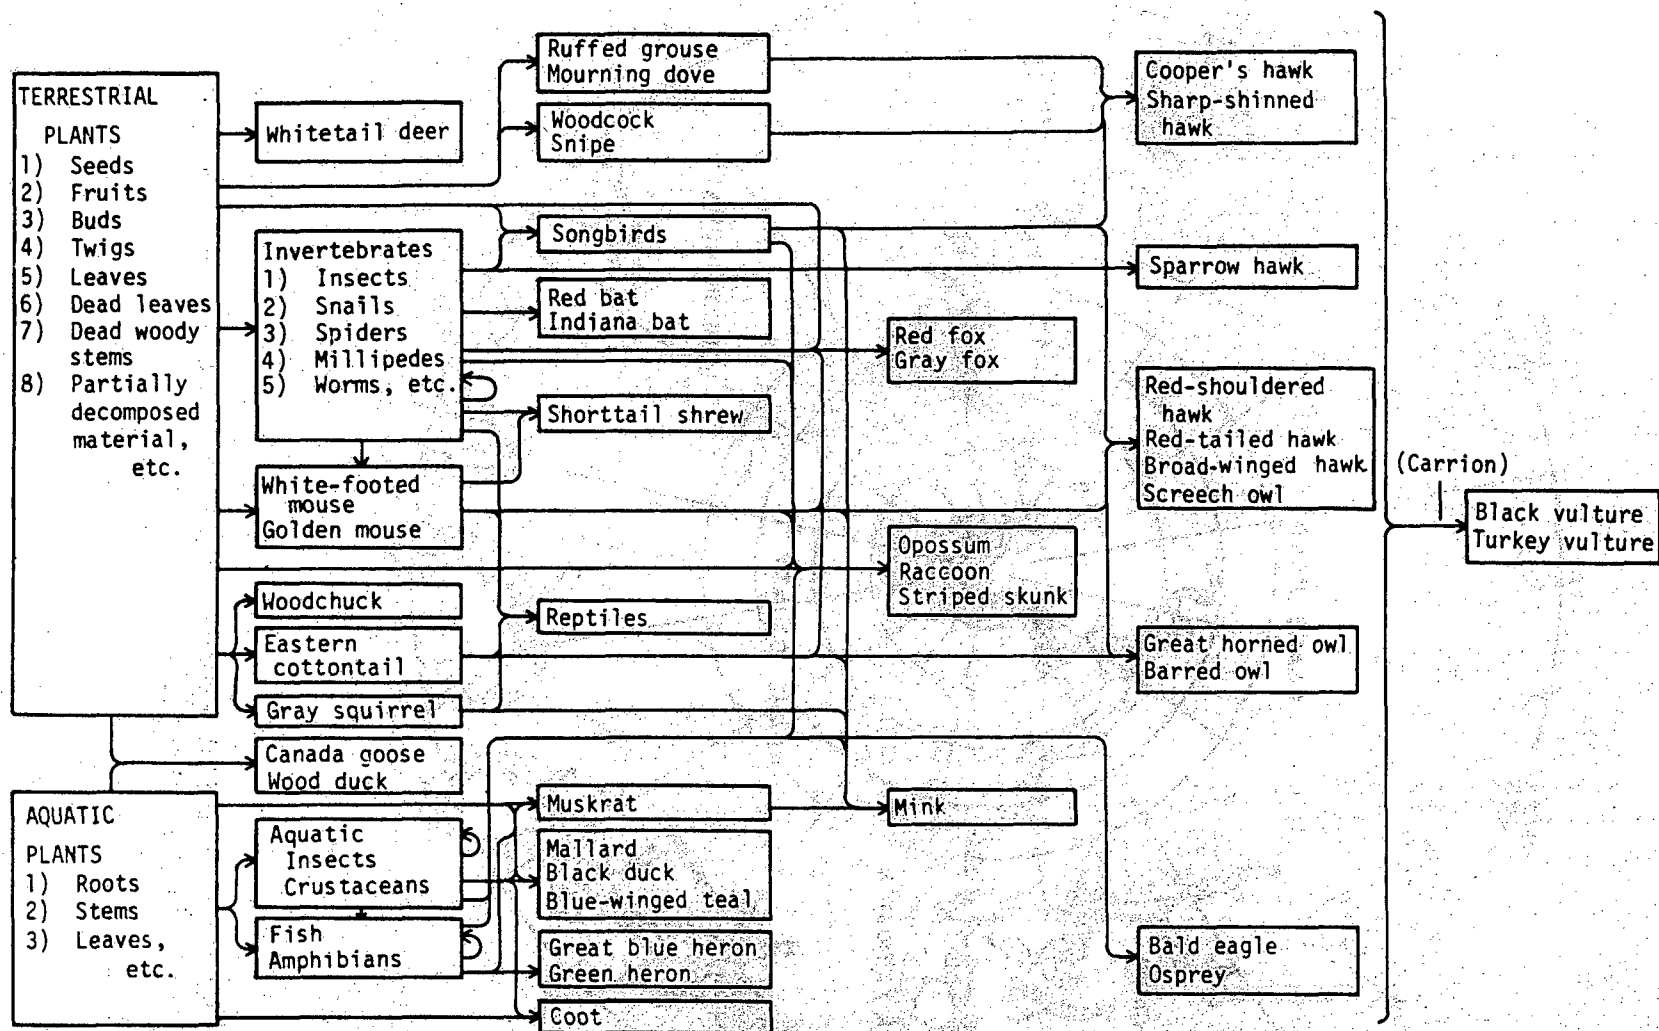 TERRESTRIAL
PLANTS
1) Seeds
2) Fruits
3) Buds
4) Twigs
5) Leaves
6) Dead leaves
7) Dead woody
stems
8) Partially
decomposed
material,
etc.
AQUATIC
PLANTS
1) Roots
2) Stems
3) Leaves,
etc.
Whitetail deer
Invertebrates
1) Insects
2) Snails
3) Spiders
4) Millipedes
5) Worms, etc.
White-footed
mouse
Golden mouse
Woodchuck
Eastern
cottontail
Gray squirrel
Canada goose
Wood duck
Aquatic
Insects
Crustaceans
Fish
Amphibians
Ruffed grouse
Mourning dove
Woodcock
Snipe
Songbirds
Red bat
Indiana bat
Shorttail shrew
Reptiles
Muskrat
Mallard
Black duck
Blue-winged teal
Great blue heron
Green heron
Coot
Red fox
Gray fox
Opossum
Raccoon
Striped skunk
Mink
Cooper's hawk
Sharp-shinned
hawk
Sparrow hawk
Red-shouldered
hawk
Red-tailed hawk
Broad-winged hawk
Screech owl
Great horned owl
Barred owl
Bald eagle
Osprey
(Carrion)
Black vulture
Turkey vulture